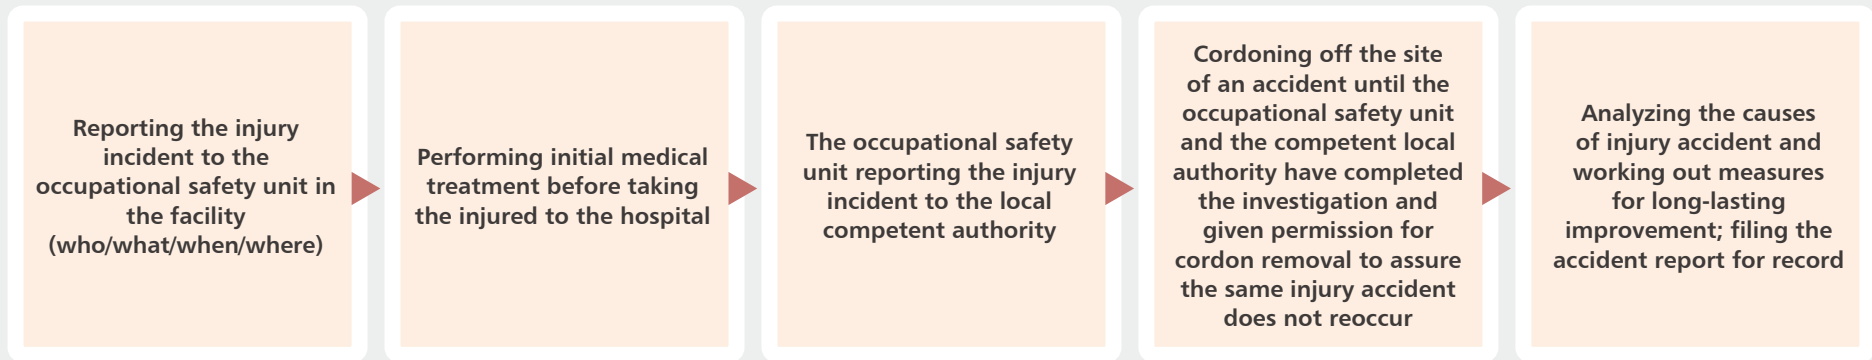 Reporting the injury
incident to the
occupational safety unit in
the facility
(who/what/when/where)
Performing initial medical
treatment before taking
the injured to the hospital
The occupational safety
unit reporting the injury
incident to the local
competent authority
Cordoning off the site
of an accident until the
occupational safety unit
and the competent local
authority have completed
the investigation and
given permission for
cordon removal to assure
the same injury accident
does not reoccur
Analyzing the causes
of injury accident and
working out measures
for long-lasting
improvement; filing the
accident report for record